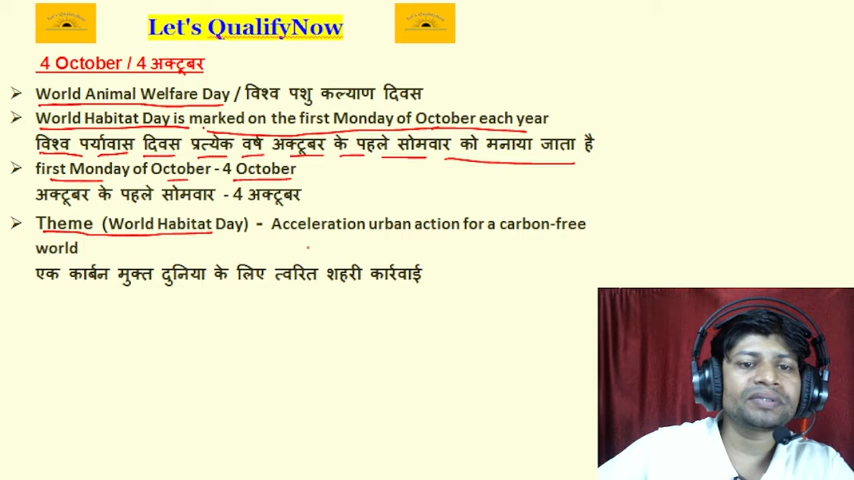 Let's QualifyNow
4 October / 4 अक्टूबर
World Animal Welfare Day / विश्व पशु कल्याण दिवस
World Habitat Day is marked on the first Monday of October each year
विश्व पर्यावास दिवस प्रत्येक वर्ष अक्टूबर के पहले सोमवार को मनाया जाता है
first Monday of October - 4 October
अक्टूबर के पहले सोमवार - 4 अक्टूबर
Theme (World Habitat Day) - Acceleration urban action for a carbon-free
world
एक कार्बन मुक्त दुनिया के लिए त्वरित शहरी कार्रवाई